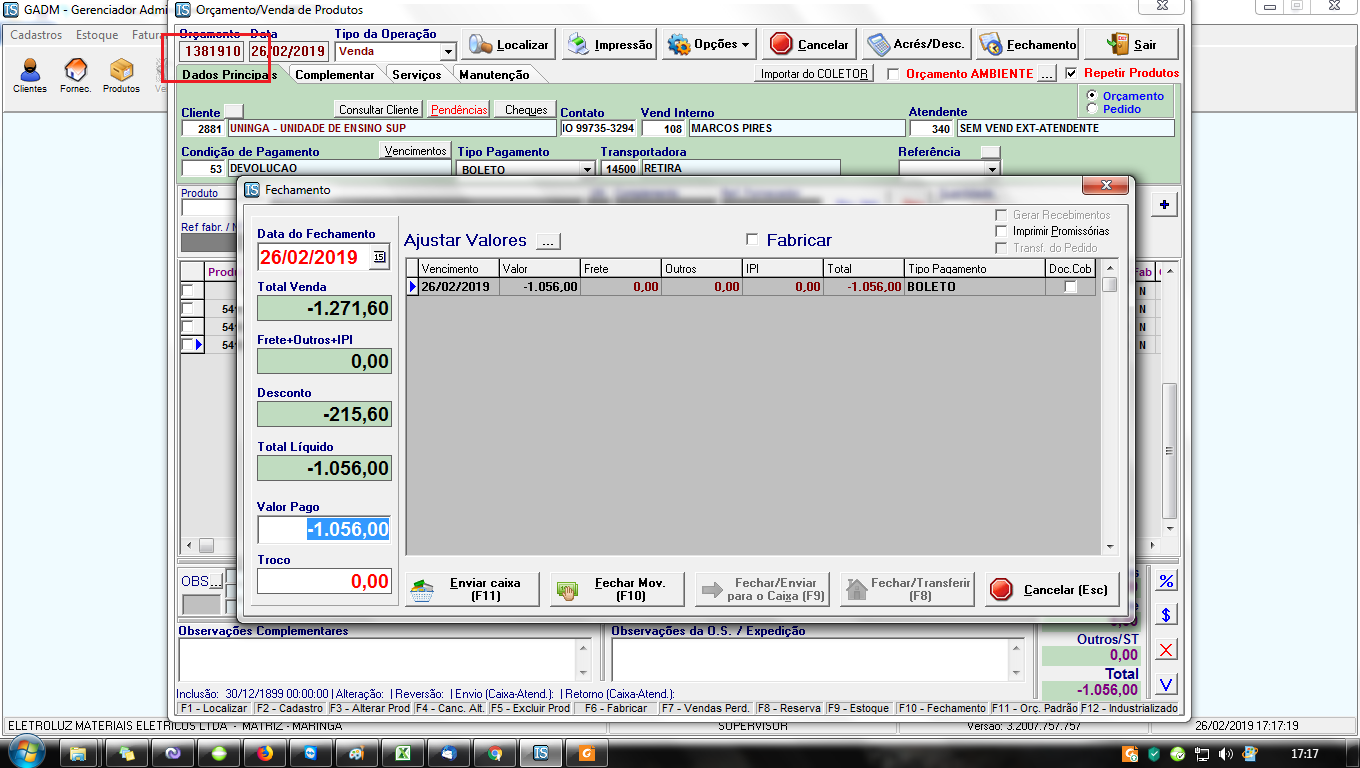 GADM - Gerenciador Admi
Orçamento/Venda de Produtos
Cadastros Estoque Fatura
Orçamento Data Tipo da Operação
1381910 26/02/2019 Venda
Localizar Impressão Opções Cancelar Acrés/Desc. Fechamento Sair
Clientes Fornec. Produtos
Dados Principais Complementar Serviços Manutenção Importar do COLETOR Orçamento AMBIENTE ... Repetir Produtos
Orçamento
Pedido
Cliente Consultar Cliente Pendências Cheques Contato Vend Interno Atendente
2881 UNINGA - UNIDADE DE ENSINO SUP IO 99735-3294 108 MARCOS PIRES 340 SEM VEND EXT-ATENDENTE
Condição de Pagamento Vencimentos Tipo Pagamento Transportadora Referência
53 DEVOLUCAO BOLETO 14500 RETIRA
Produto
Ref fabr. /
Fechamento
Data do Fechamento
26/02/2019 15
Total Venda
-1.271,60
Frete+Outros+IPI
0,00
Desconto
-215,60
Total Líquido
-1.056,00
Valor Pago
-1.056,00
Troco
0,00
Ajustar Valores ... Fabricar
Gerar Recebimentos
Imprimir Promissórias
Transf. do Pedido
Vencimento Valor Frete Outros IPI Total Tipo Pagamento Doc.Cob
26/02/2019 -1.056,00 0,00 0,00 0,00 -1.056,00 BOLETO
Enviar caixa (F11)
Fechar Mov. (F10)
Fechar/Enviar para o Caixa (F9)
Fechar/Transferir (F8)
Cancelar (Esc)
Produ
Fab
N
N
N
N
OBS...
%
$
0,00
Outros/ST
0,00
Total
-1.056,00
Observações Complementares Observações da O.S. / Expedição
Inclusão: 30/12/1899 00:00:00 | Alteração: | Reversão: | Envio (Caixa-Atend.): | Retorno (Caixa-Atend.):
F1 - Localizar F2 - Cadastro F3 - Alterar Prod F4 - Canc. Alt. F5 - Excluir Prod F6 - Fabricar F7 - Vendas Perd. F8 - Reserva F9 - Estoque F10 - Fechamento F11 - Orç. Padrão F12 - Industrializado
ELETROLUZ MATERIAIS ELETRICOS LTDA - MATRIZ - MARINGA SUPERVISOR Versão: 3.2007.757.757 26/02/2019 17:17:19
17:17